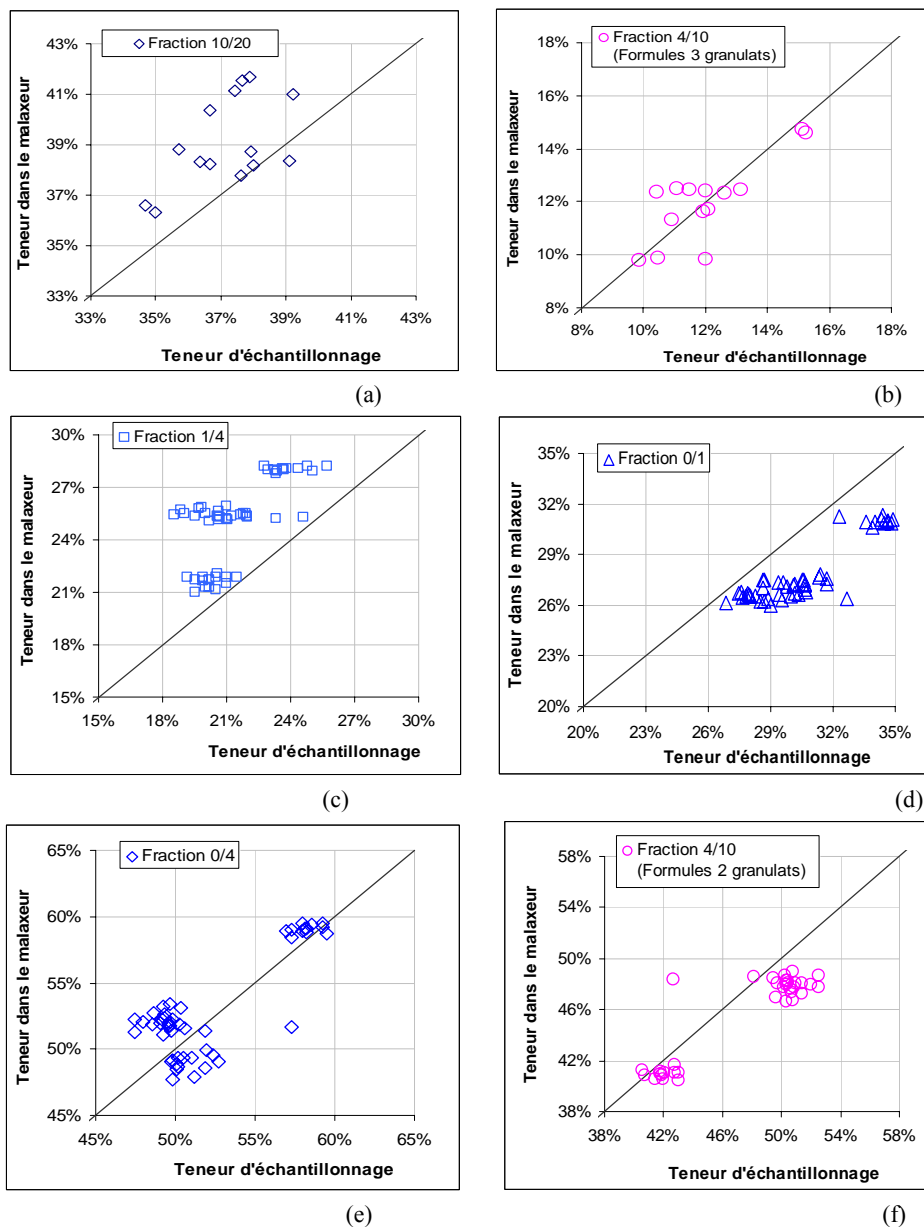 Fraction 10/20
Teneur dans le malaxeur
43%
41%
39%
37%
35%
33%
33% 35% 37% 39% 41% 43%
Teneur d'échantillonnage
(a)
Fraction 4/10
(Formules 3 granulats)
Teneur dans le malaxeur
18%
16%
14%
12%
10%
8%
8% 10% 12% 14% 16% 18%
Teneur d'échantillonnage
(b)
Fraction 1/4
Teneur dans le malaxeur
30%
27%
24%
21%
18%
15%
15% 18% 21% 24% 27% 30%
Teneur d'échantillonnage
(c)
Fraction 0/1
Teneur dans le malaxeur
35%
32%
29%
26%
23%
20%
20% 23% 26% 29% 32% 35%
Teneur d'échantillonnage
(d)
Fraction 0/4
Teneur dans le malaxeur
65%
60%
55%
50%
45%
45% 50% 55% 60% 65%
Teneur d'échantillonnage
(e)
Fraction 4/10
(Formules 2 granulats)
Teneur dans le malaxeur
58%
54%
50%
46%
42%
38%
38% 42% 46% 50% 54% 58%
Teneur d'échantillonnage
(f)